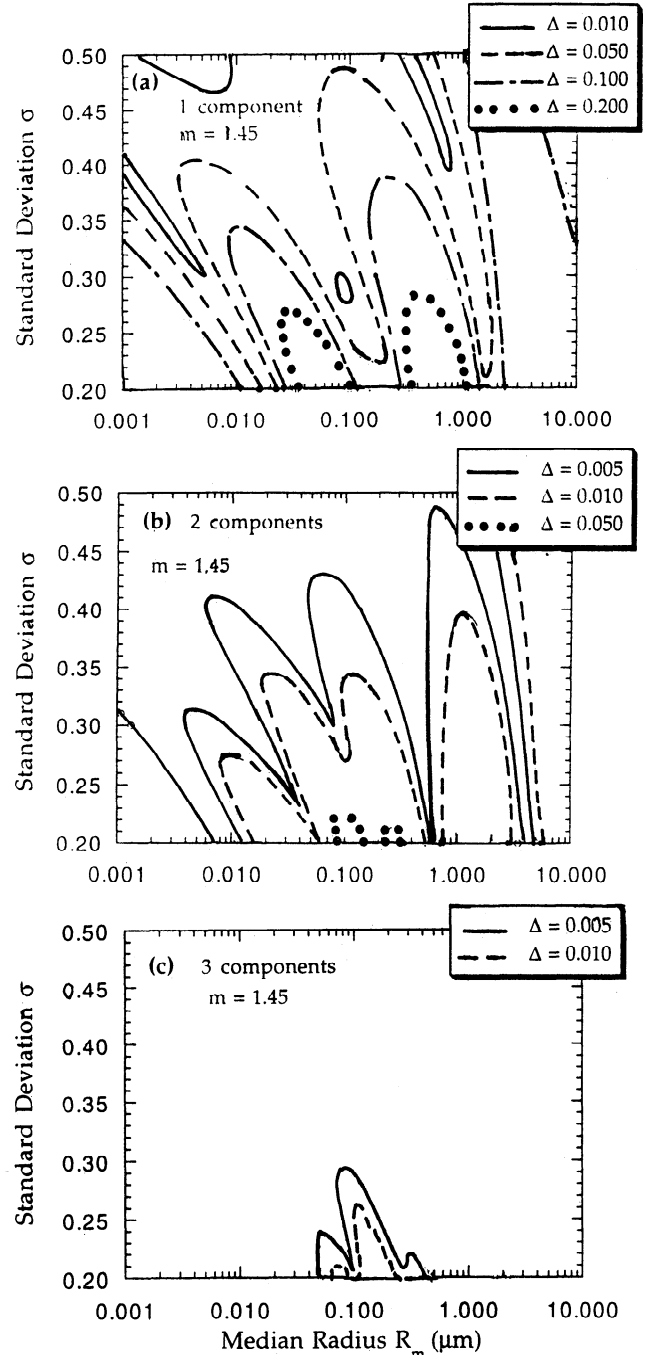 Δ = 0.010
Δ = 0.050
Δ = 0.100
Δ = 0.200
(a)
1 component
m = 1.45
Standard Deviation σ
0.50
0.45
0.40
0.35
0.30
0.25
0.20
0.001 0.010 0.100 1.000 10.000
Δ = 0.005
Δ = 0.010
Δ = 0.050
(b) 2 components
m = 1.45
Standard Deviation σ
0.50
0.45
0.40
0.35
0.30
0.25
0.20
0.001 0.010 0.100 1.000 10.000
Δ = 0.005
Δ = 0.010
(c) 3 components
m = 1.45
Standard Deviation σ
0.50
0.45
0.40
0.35
0.30
0.25
0.20
0.001 0.010 0.100 1.000 10.000
Median Radius Rm (μm)